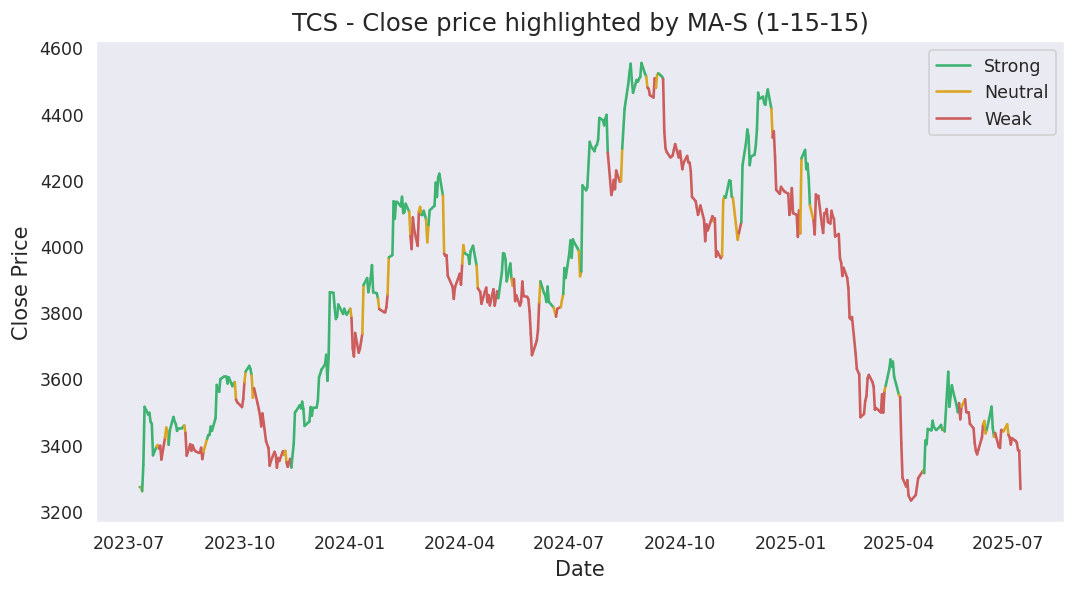 TCS - Close price highlighted by MA-S (1-15-15)
4600
4400
4200
4000
3800
3600
3400
3200
Close Price
Strong
Neutral
Weak
2023-07 2023-10 2024-01 2024-04 2024-07 2024-10 2025-01 2025-04 2025-07
Date